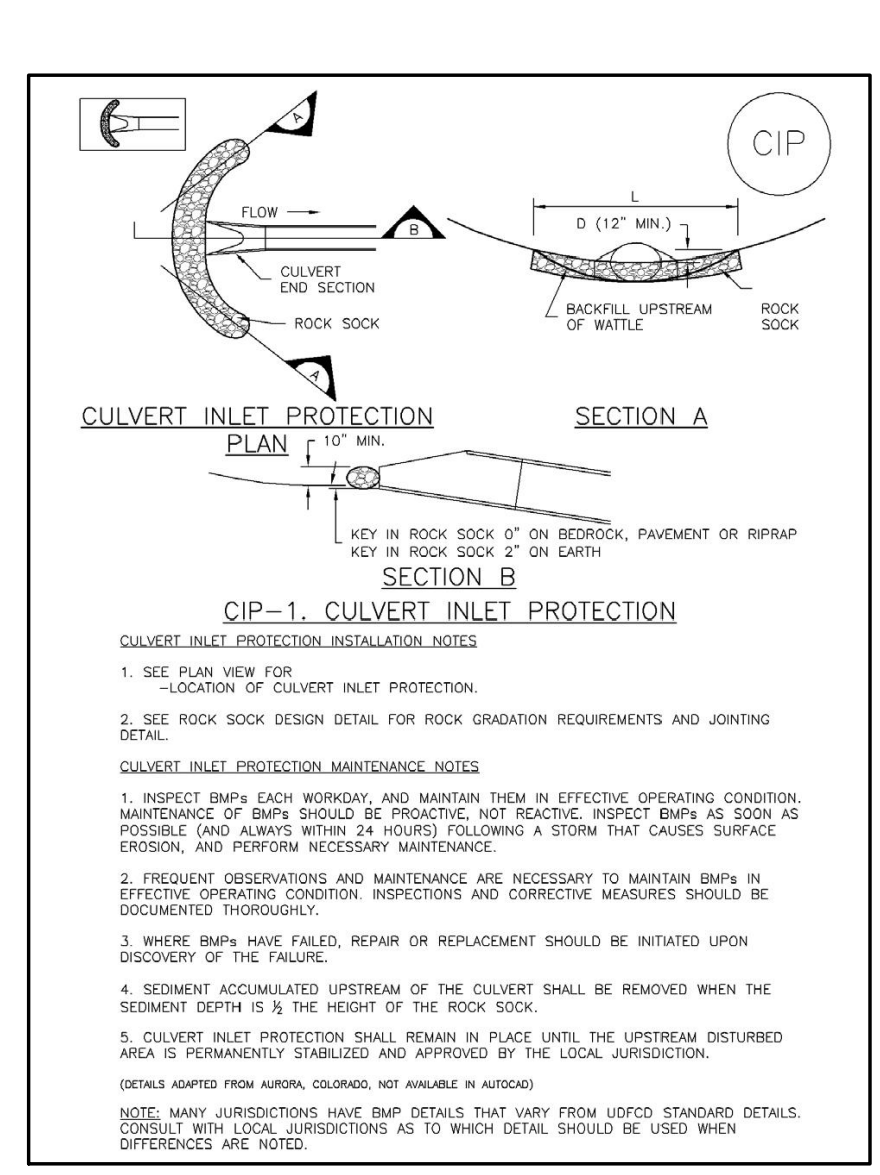 CIP
A
L
FLOW
B
D (12" MIN.)
CULVERT
END SECTION
BACKFILL UPSTREAM
OF WATTLE
ROCK
SOCK
ROCK SOCK
A
CULVERT INLET PROTECTION
PLAN
SECTION A
10" MIN.
KEY IN ROCK SOCK 0" ON BEDROCK, PAVEMENT OR RIPRAP
KEY IN ROCK SOCK 2" ON EARTH
SECTION B
CIP-1. CULVERT INLET PROTECTION
CULVERT INLET PROTECTION INSTALLATION NOTES
1. SEE PLAN VIEW FOR
-LOCATION OF CULVERT INLET PROTECTION.
2. SEE ROCK SOCK DESIGN DETAIL FOR ROCK GRADATION REQUIREMENTS AND JOINTING
DETAIL.
CULVERT INLET PROTECTION MAINTENANCE NOTES
1. INSPECT BMPs EACH WORKDAY, AND MAINTAIN THEM IN EFFECTIVE OPERATING CONDITION.
MAINTENANCE OF BMPs SHOULD BE PROACTIVE, NOT REACTIVE. INSPECT BMPs AS SOON AS
POSSIBLE (AND ALWAYS WITHIN 24 HOURS) FOLLOWING A STORM THAT CAUSES SURFACE
EROSION, AND PERFORM NECESSARY MAINTENANCE.
2. FREQUENT OBSERVATIONS AND MAINTENANCE ARE NECESSARY TO MAINTAIN BMPs IN
EFFECTIVE OPERATING CONDITION. INSPECTIONS AND CORRECTIVE MEASURES SHOULD BE
DOCUMENTED THOROUGHLY.
3. WHERE BMPs HAVE FAILED, REPAIR OR REPLACEMENT SHOULD BE INITIATED UPON
DISCOVERY OF THE FAILURE.
4. SEDIMENT ACCUMULATED UPSTREAM OF THE CULVERT SHALL BE REMOVED WHEN THE
SEDIMENT DEPTH IS ½ THE HEIGHT OF THE ROCK SOCK.
5. CULVERT INLET PROTECTION SHALL REMAIN IN PLACE UNTIL THE UPSTREAM DISTURBED
AREA IS PERMANENTLY STABILIZED AND APPROVED BY THE LOCAL JURISDICTION.
(DETAILS ADAPTED FROM AURORA, COLORADO, NOT AVAILABLE IN AUTOCAD)
NOTE: MANY JURISDICTIONS HAVE BMP DETAILS THAT VARY FROM UDFCD STANDARD DETAILS.
CONSULT WITH LOCAL JURISDICTIONS AS TO WHICH DETAIL SHOULD BE USED WHEN
DIFFERENCES ARE NOTED.